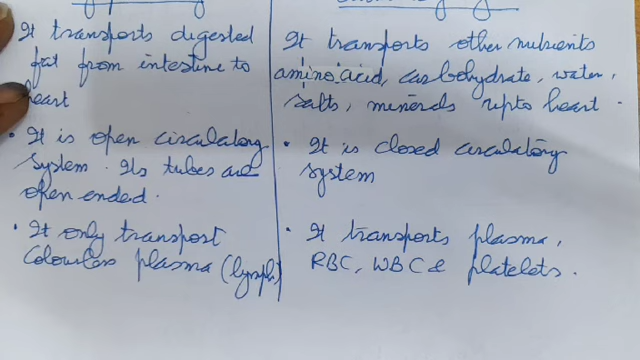 It transports digested
fat from intestine to
heart
• It is open circulatory
system. Its tubes are
open ended.
• It only transport
Colourless plasma (lymph)
It transports other nutrients
amino acid, carbohydrate, water,
salts, minerals upto heart.
• It is closed circulatory
system
• It transports plasma,
RBC, WBC & platelets.